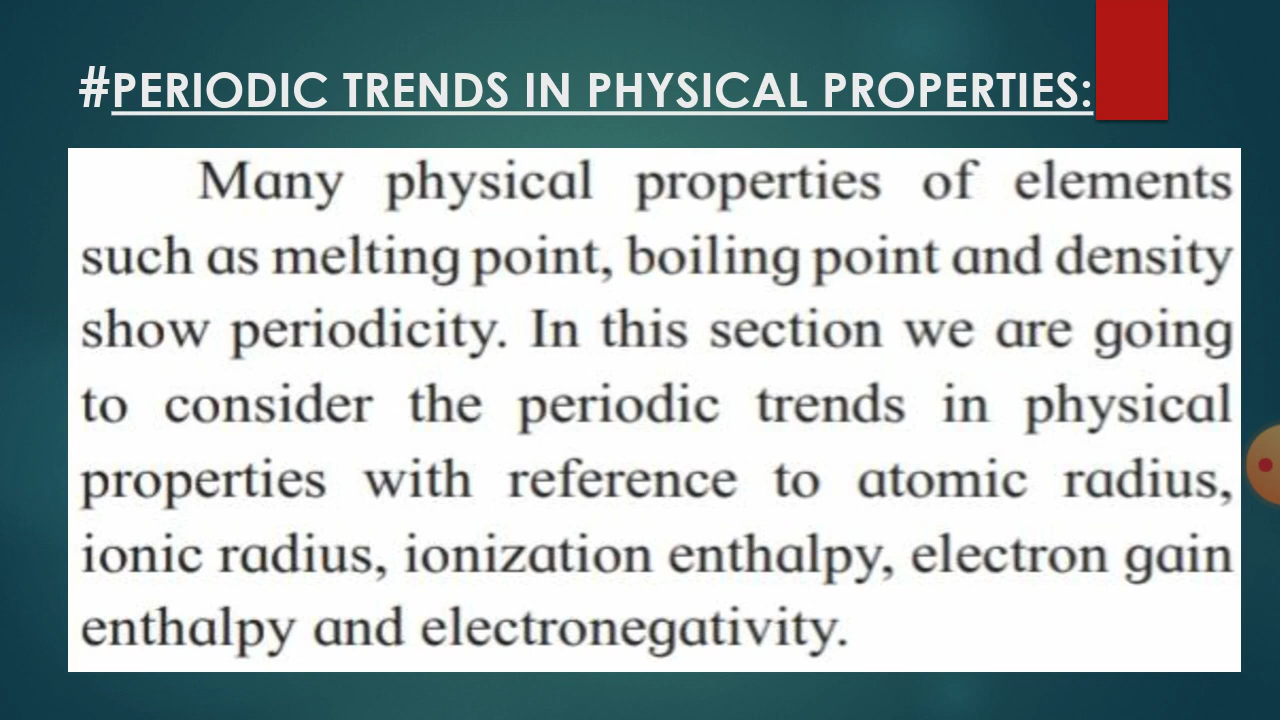 #PERIODIC TRENDS IN PHYSICAL PROPERTIES:
Many physical properties of elements
such as melting point, boiling point and density
show periodicity. In this section we are going
to consider the periodic trends in physical
properties with reference to atomic radius,
ionic radius, ionization enthalpy, electron gain
enthalpy and electronegativity.